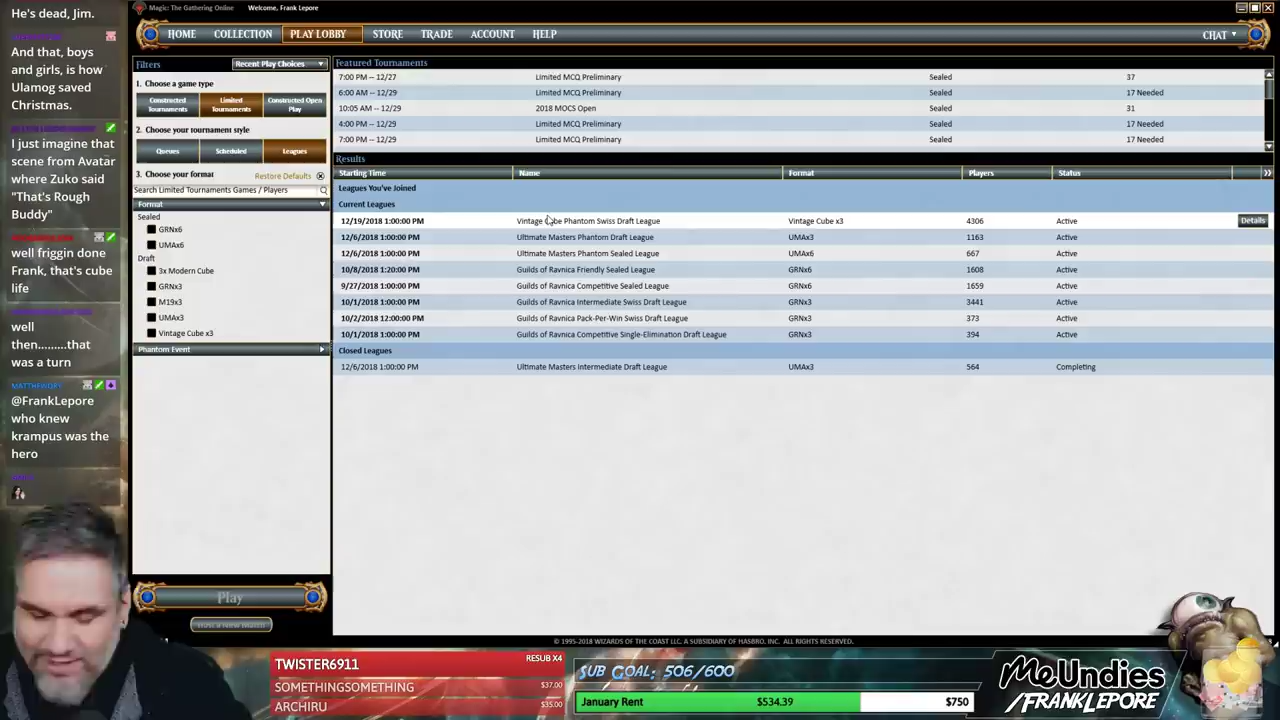 Magic: The Gathering Online
Welcome, Frank Lepore
HOME
COLLECTION
PLAY LOBBY
STORE
TRADE
ACCOUNT
HELP
CHAT
He's dead, Jim.
And that, boys
and girls, is how
Ulamog saved
Christmas.
I just imagine that
scene from Avatar
where Zuko said
"That's Rough
Buddy"
well friggin done
Frank, that's cube
life
well
then..........that
was a turn
MATTHEWOPS
@FrankLepore
who knew
krampus was the
hero
Filters
Recent Play Choices
1. Choose a game type
Constructed Tournaments
Limited Tournaments
Constructed Open Play
2. Choose your tournament style
Queues
Scheduled
Leagues
3. Choose your format
Restore Defaults
Search Limited Tournaments Games / Players
Format
Sealed
GRNx6
UMAx6
Draft
3x Modern Cube
GRNx3
M19x3
UMAx3
Vintage Cube x3
Phantom Event
Play
Host a New Match
Featured Tournaments
7:00 PM -- 12/27 Limited MCQ Preliminary Sealed 37
6:00 AM -- 12/29 Limited MCQ Preliminary Sealed 17 Needed
10:05 AM -- 12/29 2018 MOCS Open Sealed 31
4:00 PM -- 12/29 Limited MCQ Preliminary Sealed 17 Needed
7:00 PM -- 12/29 Limited MCQ Preliminary Sealed 17 Needed
Results
Starting Time Name Format Players Status
Leagues You've Joined
Current Leagues
12/19/2018 1:00:00 PM Vintage Cube Phantom Swiss Draft League Vintage Cube x3 4306 Active Details
12/6/2018 1:00:00 PM Ultimate Masters Phantom Draft League UMAx3 1163 Active
12/6/2018 1:00:00 PM Ultimate Masters Phantom Sealed League UMAx6 667 Active
10/8/2018 1:20:00 PM Guilds of Ravnica Friendly Sealed League GRNx6 1608 Active
9/27/2018 1:00:00 PM Guilds of Ravnica Competitive Sealed League GRNx6 1659 Active
10/1/2018 1:00:00 PM Guilds of Ravnica Intermediate Swiss Draft League GRNx3 3441 Active
10/2/2018 12:00:00 PM Guilds of Ravnica Pack-Per-Win Swiss Draft League GRNx3 373 Active
10/1/2018 1:00:00 PM Guilds of Ravnica Competitive Single-Elimination Draft League GRNx3 394 Active
Closed Leagues
12/6/2018 1:00:00 PM Ultimate Masters Intermediate Draft League UMAx3 564 Completing
© 1995-2018 WIZARDS OF THE COAST LLC, A SUBSIDIARY OF HASBRO, INC. ALL RIGHTS RESERVED.
TWISTER6911 RESUB X4
SOMETHINGSOMETHING $37.00
ARCHIRU $35.00
SUB GOAL: 506/600
January Rent $534.39 $750
MeUndies
/FRANKLEPORE